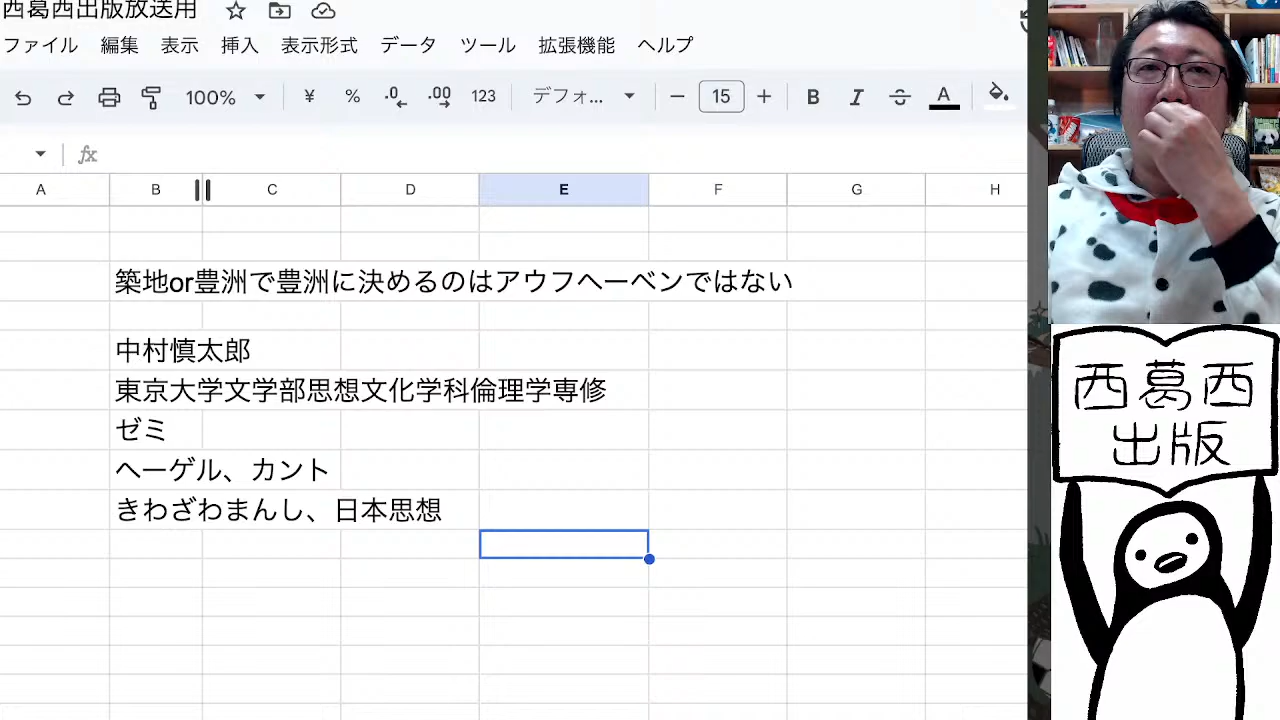 西葛西出版放送用
ファイル 編集 表示 挿入 表示形式 データ ツール 拡張機能 ヘルプ
100% ¥ % .0 .00 123 デフォ... 15 B I S A
fx
A B C D E F G H
築地or豊洲で豊洲に決めるのはアウフヘーベンではない
中村慎太郎
東京大学文学部思想文化学科倫理学専修
ゼミ
ヘーゲル、カント
きわざわまんし、日本思想
西葛西
出版